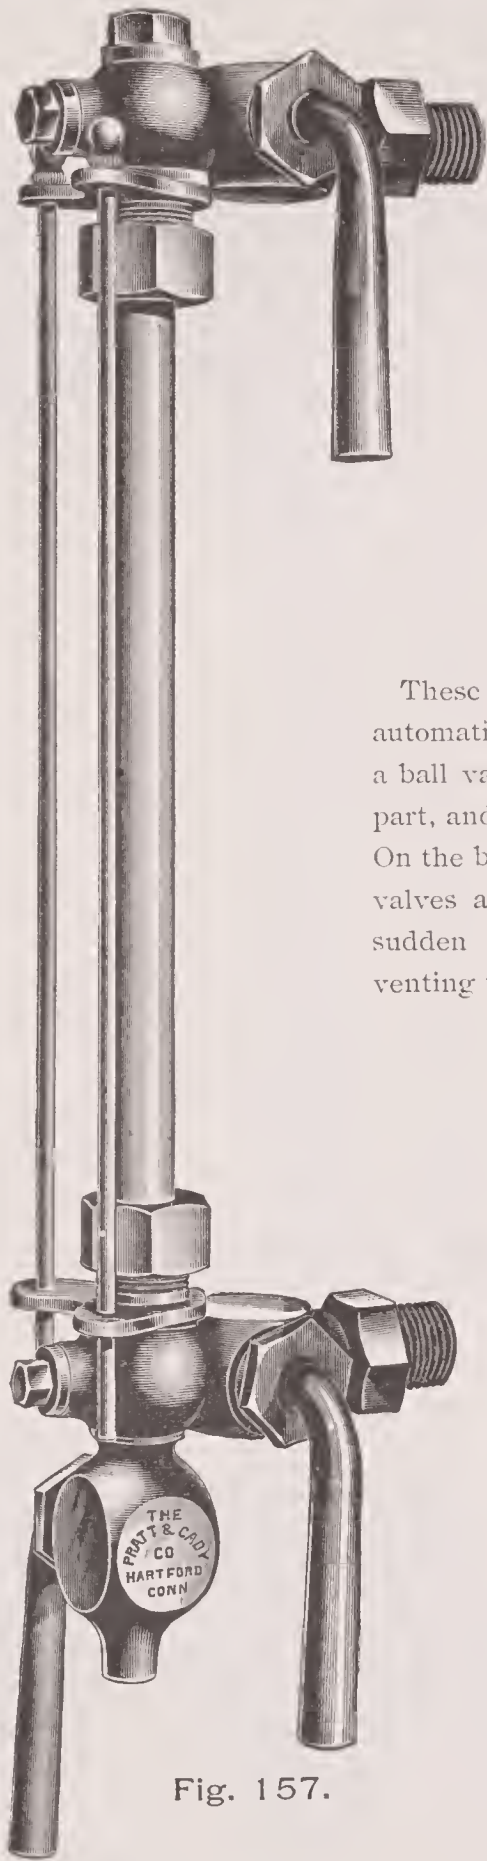 These
automati
a ball va
part, and
On the b
valves a
sudden
venting
THE
PRATT & CADY
CO
HARTFORD
CONN
Fig. 157.